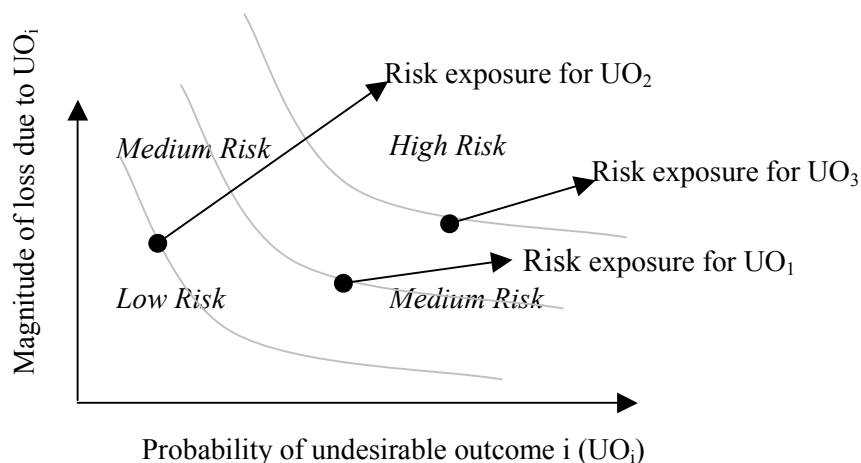 Magnitude of loss due to UOᵢ
Risk exposure for UO₂
Medium Risk
High Risk
Risk exposure for UO₃
Risk exposure for UO₁
Low Risk
Medium Risk
Probability of undesirable outcome i (UOᵢ)